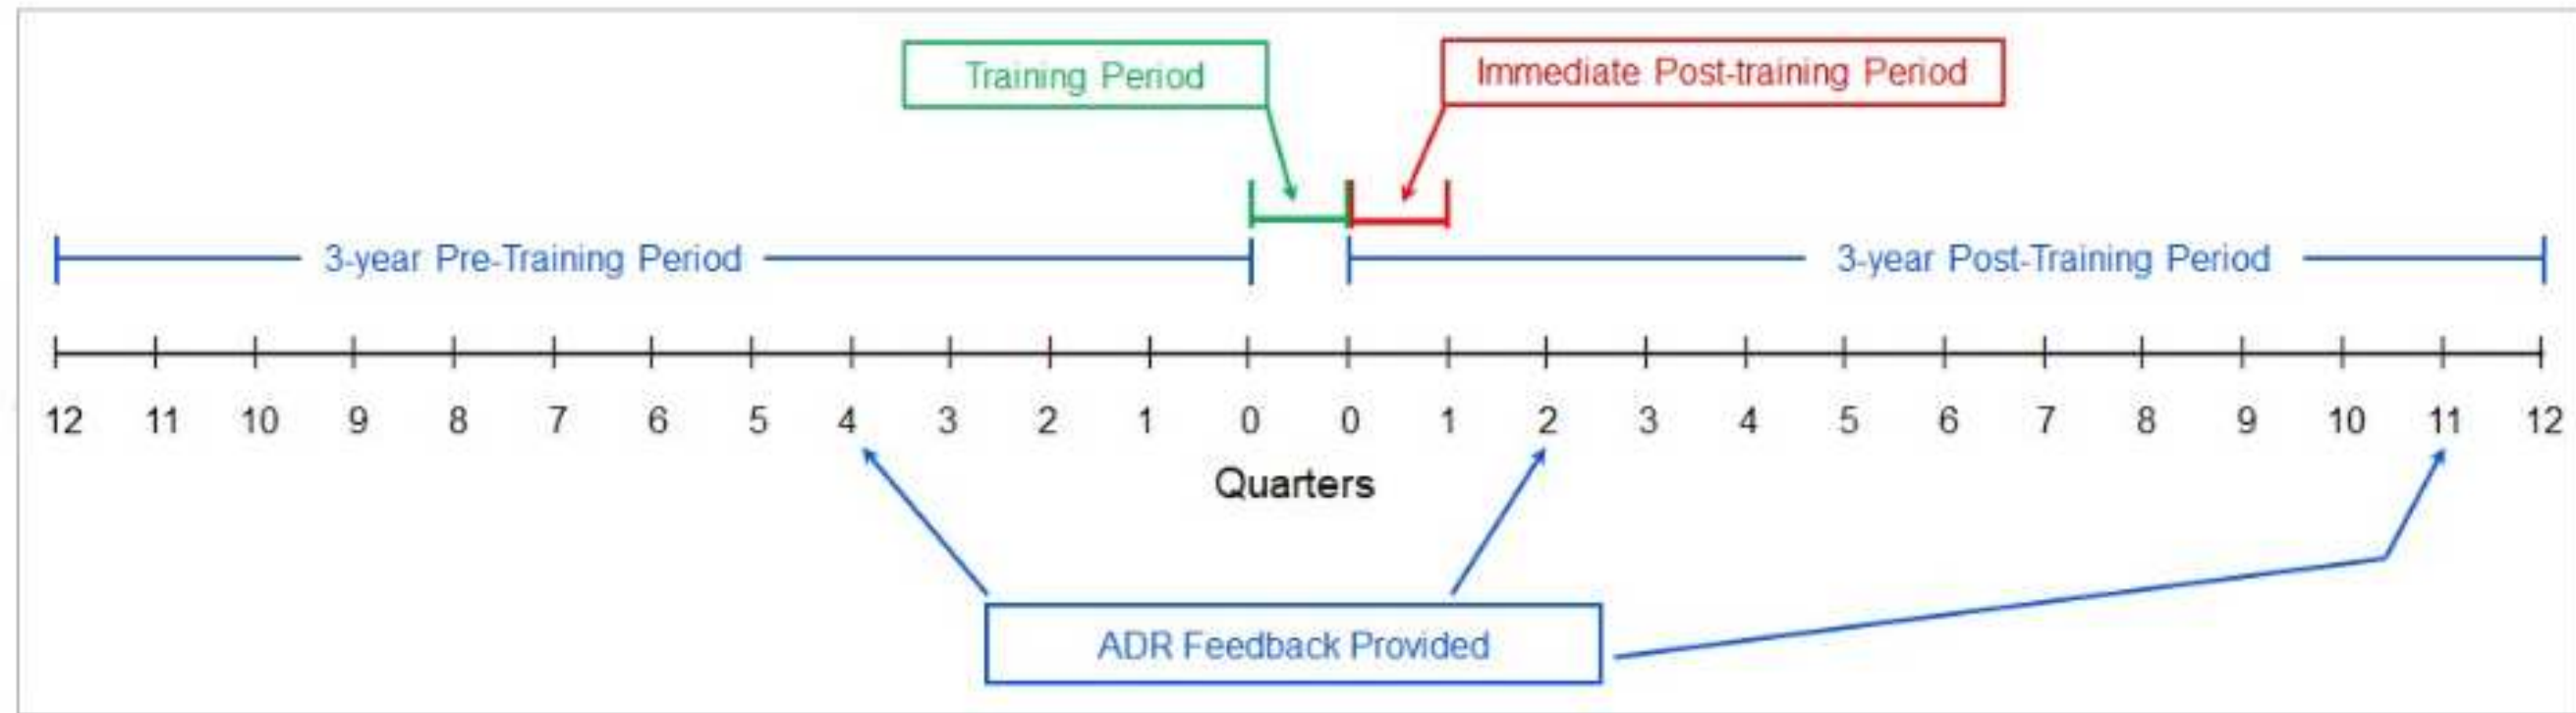 Training Period
Immediate Post-training Period
3-year Pre-Training Period
3-year Post-Training Period
12 11 10 9 8 7 6 5 4 3 2 1 0 0 1 2 3 4 5 6 7 8 9 10 11 12
Quarters
ADR Feedback Provided